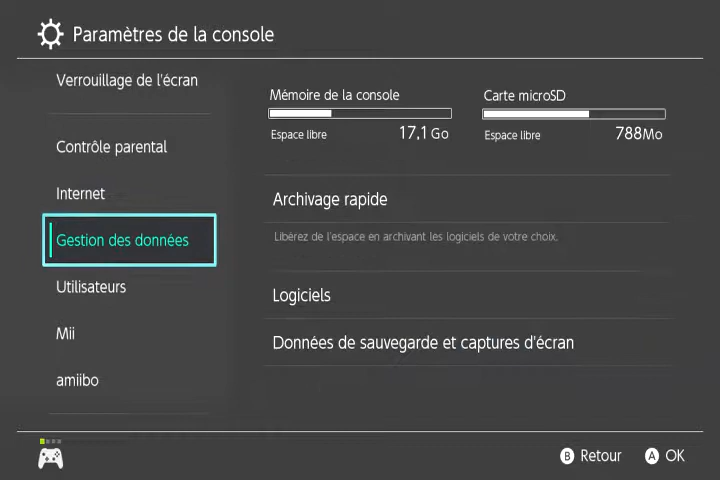 Paramètres de la console
Verrouillage de l'écran
Contrôle parental
Internet
Gestion des données
Utilisateurs
Mii
amiibo
Mémoire de la console
Espace libre 17,1 Go
Carte microSD
Espace libre 788Mo
Archivage rapide
Libérez de l'espace en archivant les logiciels de votre choix.
Logiciels
Données de sauvegarde et captures d'écran
B Retour A OK